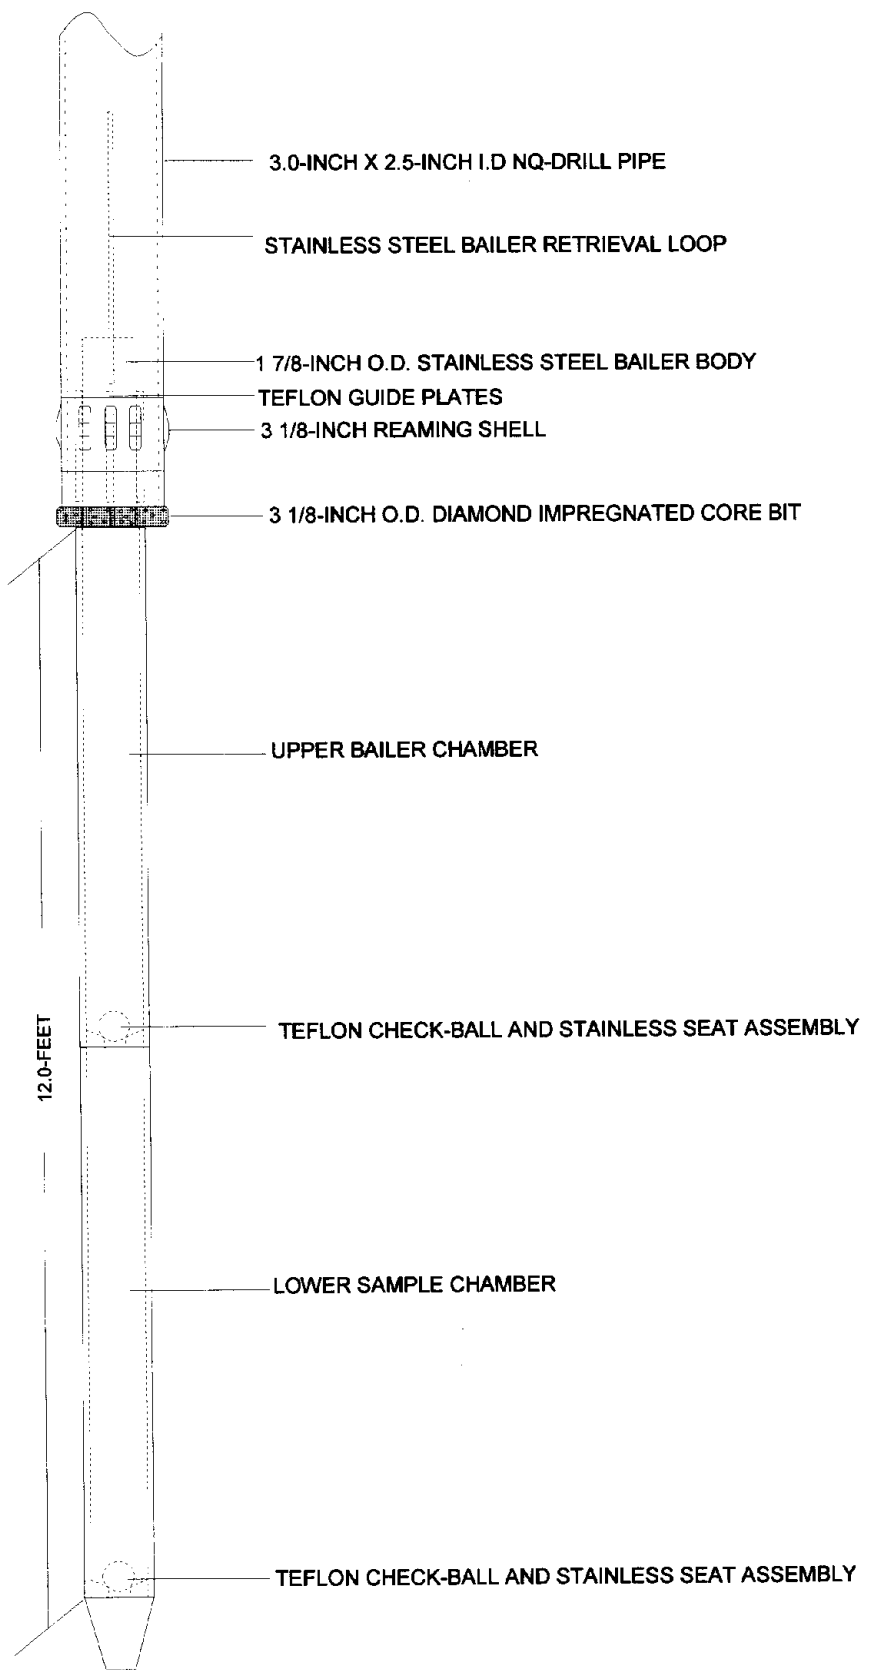 3.0-INCH X 2.5-INCH I.D NQ-DRILL PIPE
STAINLESS STEEL BAILER RETRIEVAL LOOP
1 7/8-INCH O.D. STAINLESS STEEL BAILER BODY
TEFLON GUIDE PLATES
3 1/8-INCH REAMING SHELL
3 1/8-INCH O.D. DIAMOND IMPREGNATED CORE BIT
UPPER BAILER CHAMBER
TEFLON CHECK-BALL AND STAINLESS SEAT ASSEMBLY
12.0-FEET
LOWER SAMPLE CHAMBER
TEFLON CHECK-BALL AND STAINLESS SEAT ASSEMBLY